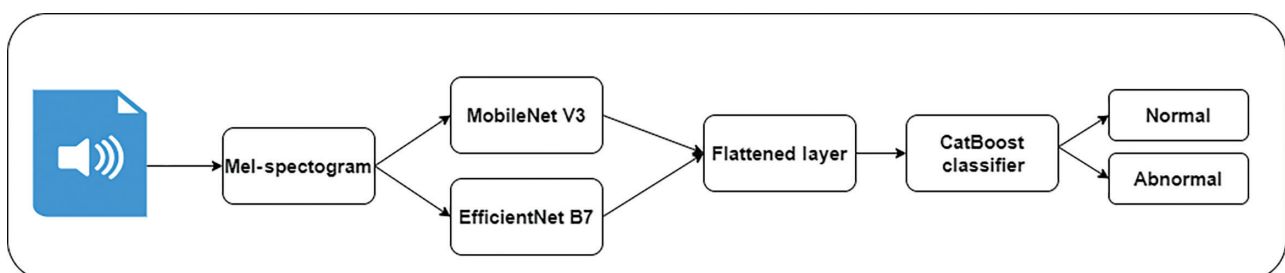 Mel-spectogram
MobileNet V3
EfficientNet B7
Flattened layer
CatBoost
classifier
Normal
Abnormal